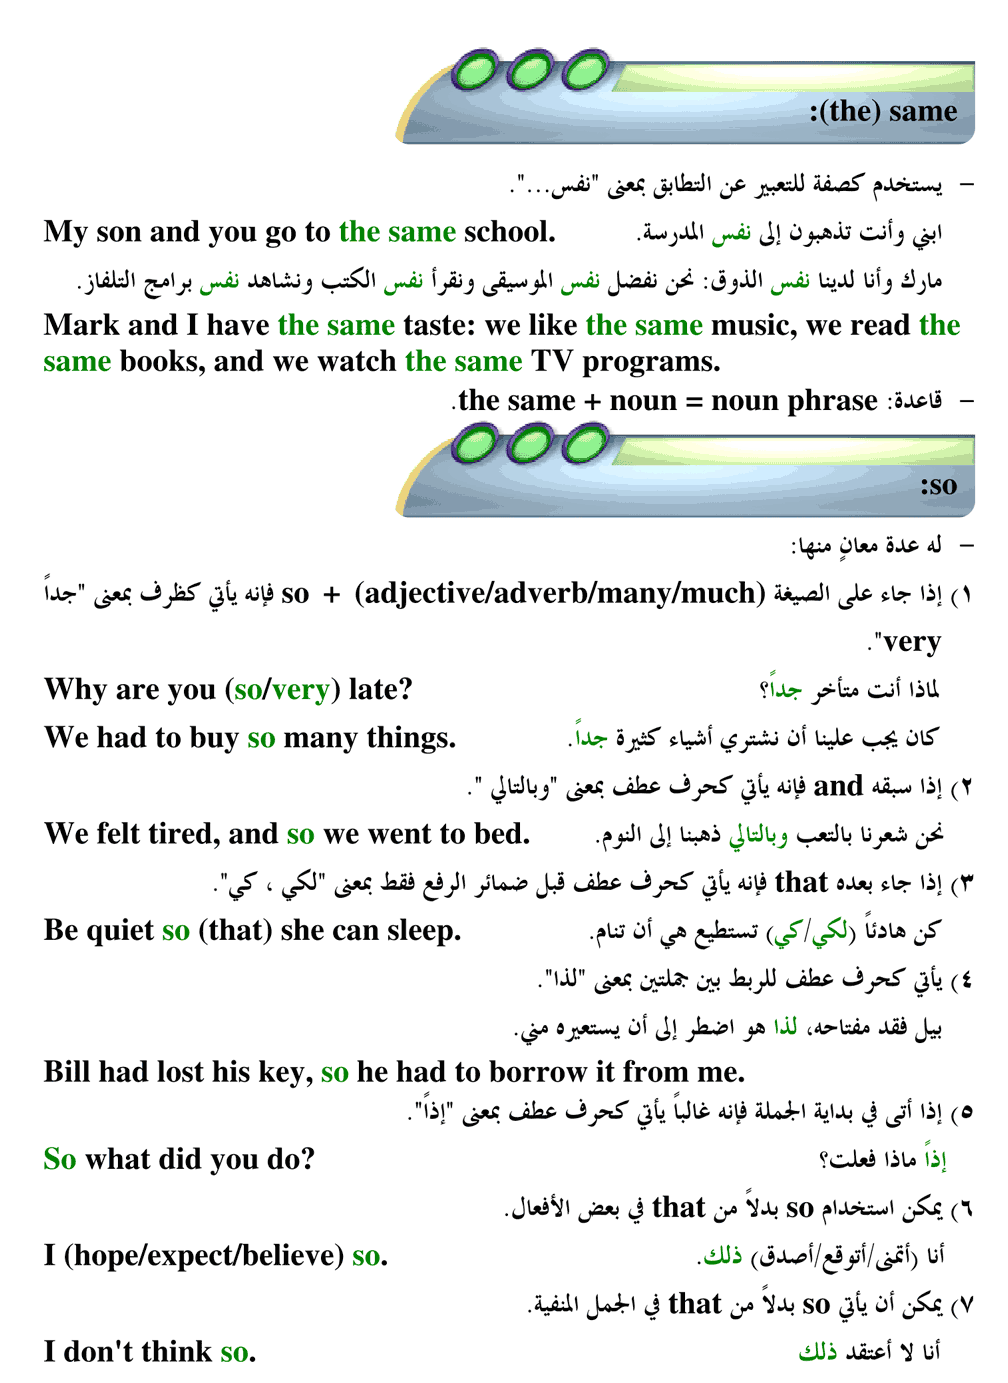 (the) same:
– يستخدم كصفة للتعبير عن التطابق بمعنى "نفس...".
ابني وأنت تذهبون إلى نفس المدرسة. My son and you go to the same school.
مارك وأنا لدينا نفس الذوق: نحن نفضل نفس الموسيقى ونقرأ نفس الكتب ونشاهد نفس برامج التلفاز.
Mark and I have the same taste: we like the same music, we read the
same books, and we watch the same TV programs.
– قاعدة: the same + noun = noun phrase.
so:
– له عدة معانٍ منها:
١) إذا جاء على الصيغة so + (adjective/adverb/many/much) فإنه يأتي كظرف بمعنى "جداً
very".
لماذا أنت متأخر جداً؟ Why are you (so/very) late?
كان يجب علينا أن نشتري أشياء كثيرة جداً. We had to buy so many things.
٢) إذا سبقه and فإنه يأتي كحرف عطف بمعنى "وبالتالي ".
نحن شعرنا بالتعب وبالتالي ذهبنا إلى النوم. We felt tired, and so we went to bed.
٣) إذا جاء بعده that فإنه يأتي كحرف عطف قبل ضمائر الرفع فقط بمعنى "لكي ، كي".
كن هادئاً (لكي/كي) تستطيع هي أن تنام. Be quiet so (that) she can sleep.
٤) يأتي كحرف عطف للربط بين جملتين بمعنى "لذا".
بيل فقد مفتاحه، لذا هو اضطر إلى أن يستعيره مني.
Bill had lost his key, so he had to borrow it from me.
٥) إذا أتى في بداية الجملة فإنه غالباً يأتي كحرف عطف بمعنى "إذاً".
إذاً ماذا فعلت؟ So what did you do?
٦) يمكن استخدام so بدلاً من that في بعض الأفعال.
أنا (أتمنى/أتوقع/أصدق) ذلك. I (hope/expect/believe) so.
٧) يمكن أن يأتي so بدلاً من that في الجمل المنفية.
أنا لا أعتقد ذلك I don't think so.